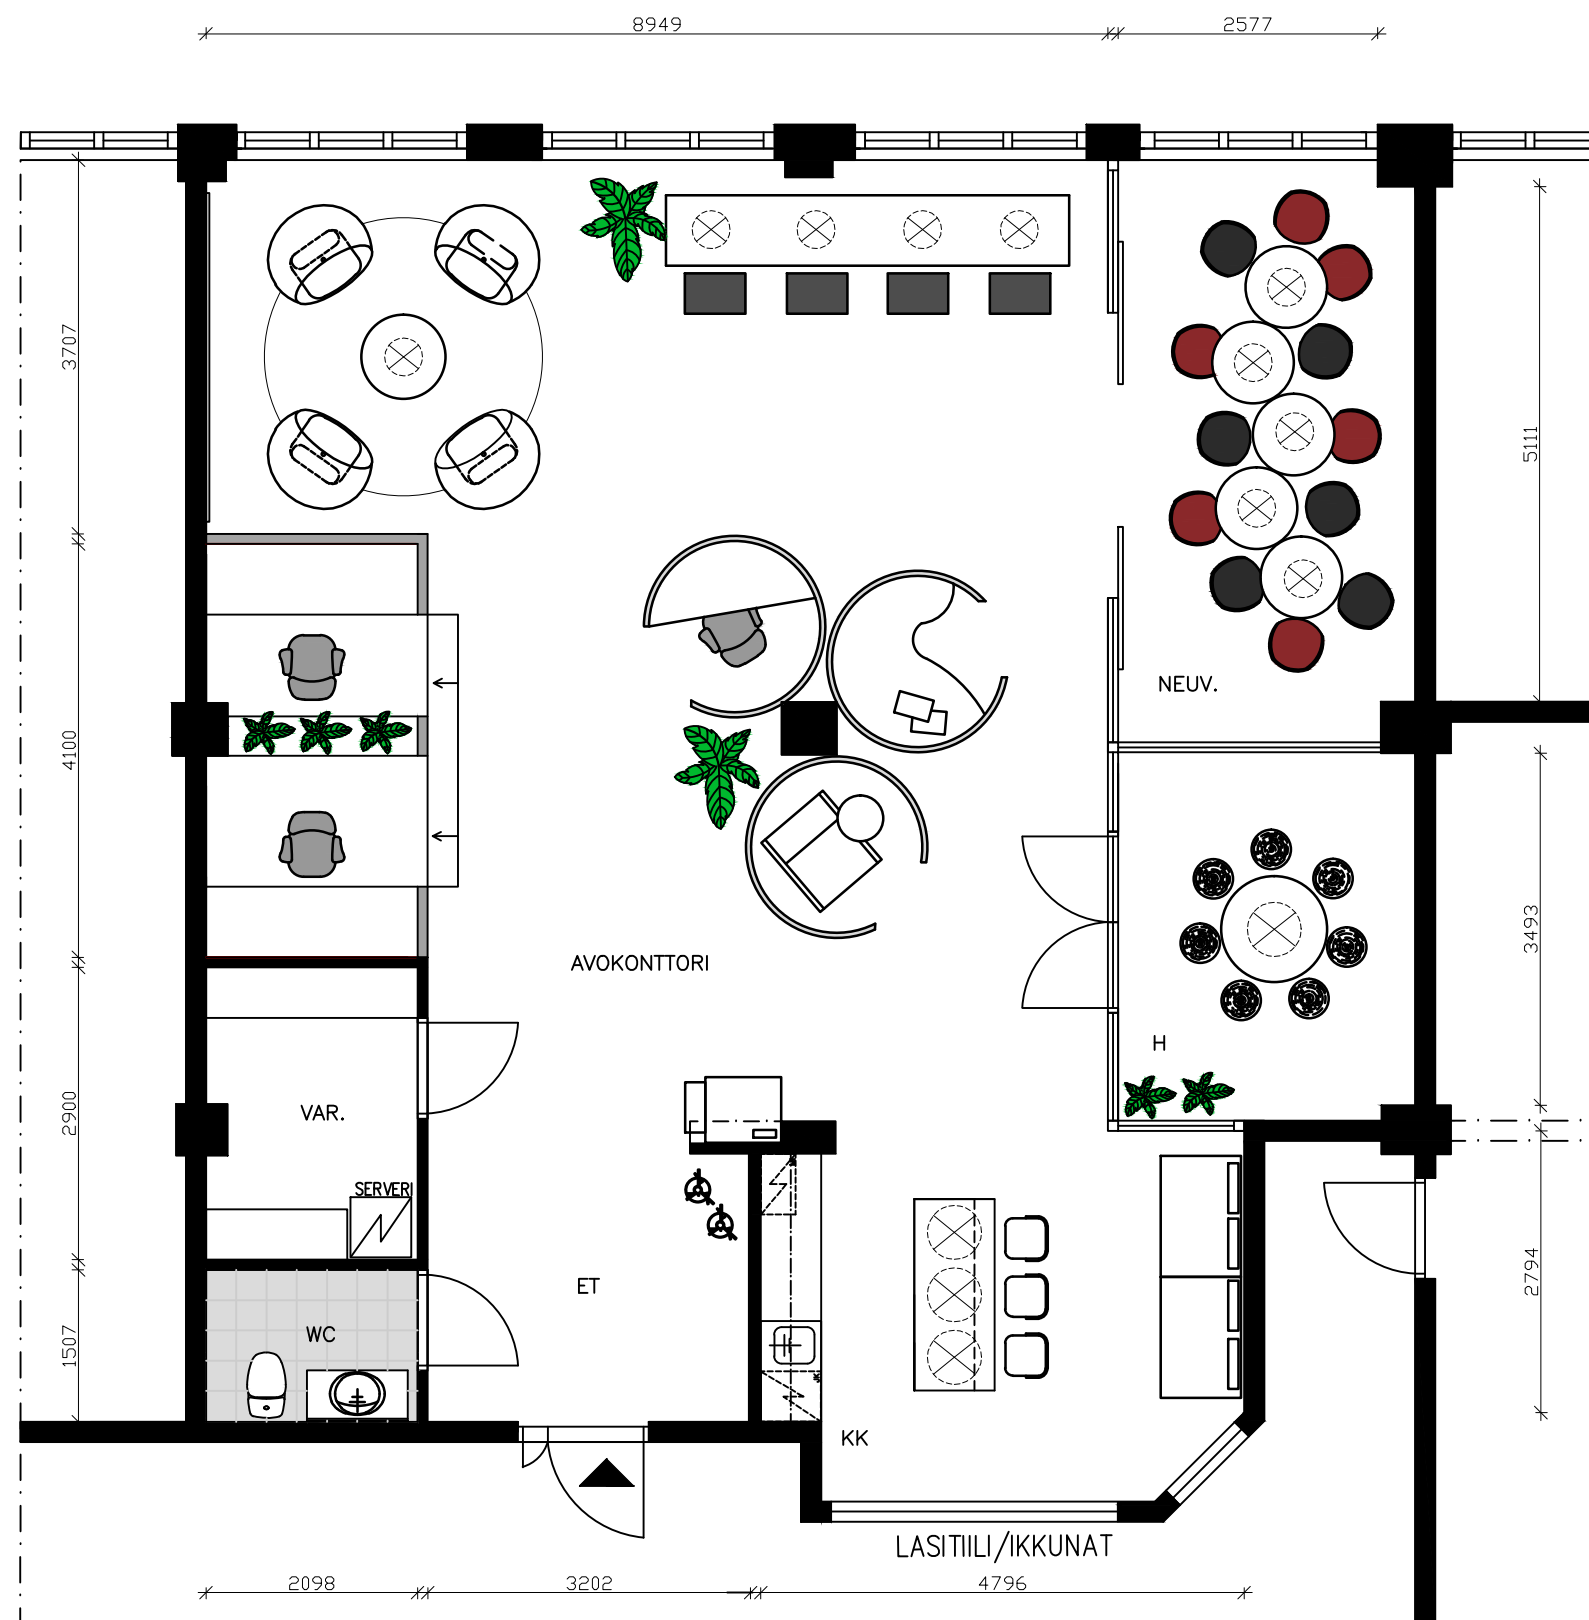 8949
2577
3707
5111
NEUV.
4100
3493
AVOKONTTORI
H
2900
VAR.
SERVERI
2794
ET
1507
WC
KK
LASITIILI/IKKUNAT
2098
3202
4796